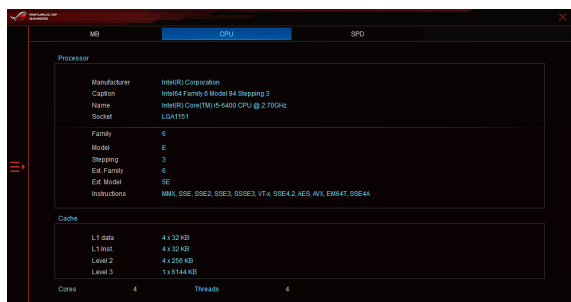 REPUBLIC OF
GAMERS
MB CPU SPD
Processor
Manufacturer Intel(R) Corporation
Caption Intel64 Family 6 Model 94 Stepping 3
Name Intel(R) Core(TM) i5-6400 CPU @ 2.70GHz
Socket LGA1151
Family 6
Model E
Stepping 3
Ext. Family 6
Ext. Model 5E
Instructions MMX, SSE, SSE2, SSE3, SSSE3, VT-x, SSE4.2, AES, AVX, EM64T, SSE4A
Cache
L1 data 4 x 32 KB
L1 Inst. 4 x 32 KB
Level 2 4 x 256 KB
Level 3 1 x 6144 KB
Cores 4 Threads 4